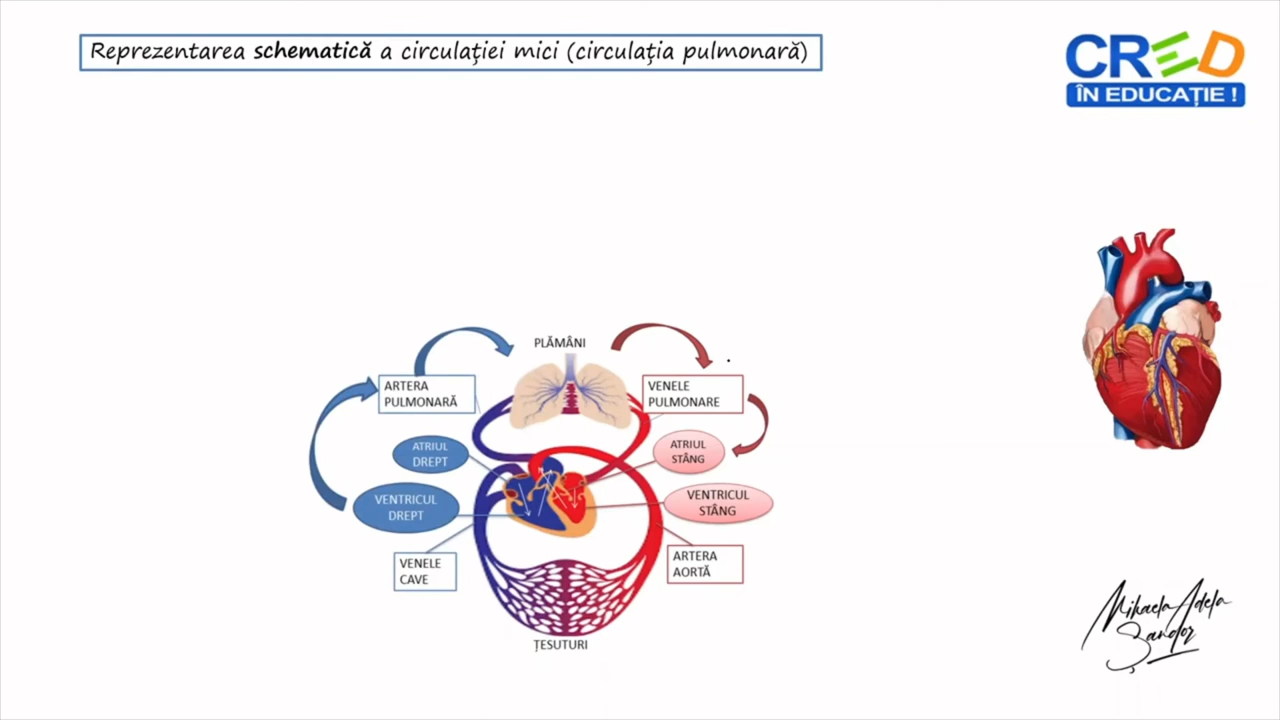 Reprezentarea schematică a circulației mici (circulația pulmonară)
CRED
ÎN EDUCAȚIE !
PLĂMÂNI
ARTERA
PULMONARĂ
VENELE
PULMONARE
ATRIUL
DREPT
ATRIUL
STÂNG
VENTRICUL
DREPT
VENTRICUL
STÂNG
VENELE
CAVE
ARTERA
AORTĂ
ȚESUTURI
Mihaela Adela
Șandor